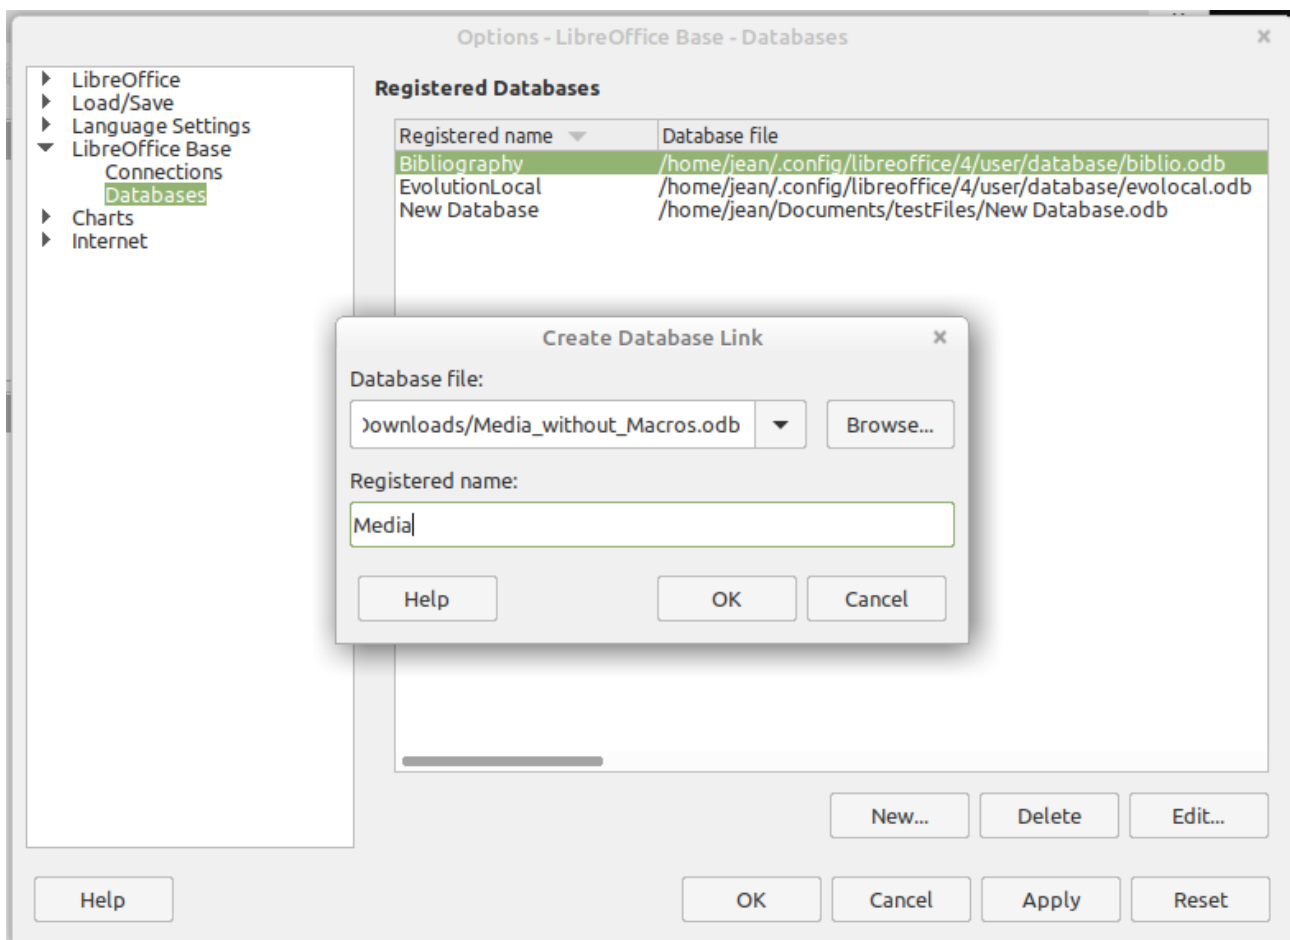 Options - LibreOffice Base - Databases
LibreOffice
Load/Save
Language Settings
LibreOffice Base
Connections
Databases
Charts
Internet
Registered Databases
Registered name Database file
Bibliography /home/jean/.config/libreoffice/4/user/database/biblio.odb
EvolutionLocal /home/jean/.config/libreoffice/4/user/database/evolocal.odb
New Database /home/jean/Documents/testFiles/New Database.odb
Create Database Link
Database file:
Downloads/Media_without_Macros.odb Browse...
Registered name:
Media
Help OK Cancel
New... Delete Edit...
Help OK Cancel Apply Reset